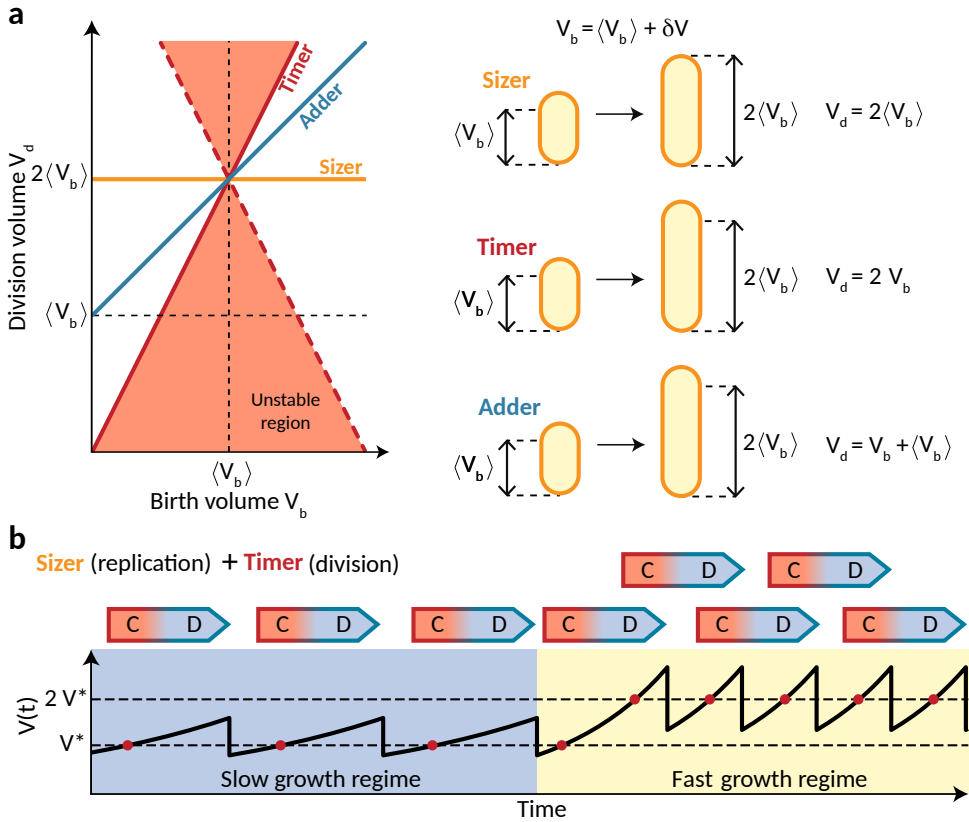 a
Division volume V_d
2⟨V_b⟩
⟨V_b⟩
Timer
Adder
Sizer
Unstable
region
⟨V_b⟩
Birth volume V_b
V_b = ⟨V_b⟩ + δV
Sizer
⟨V_b⟩
2⟨V_b⟩
V_d = 2⟨V_b⟩
Timer
⟨V_b⟩
2⟨V_b⟩
V_d = 2 V_b
Adder
⟨V_b⟩
2⟨V_b⟩
V_d = V_b + ⟨V_b⟩
b
Sizer (replication) + Timer (division)
C D
C D
C D
C D
C D
C D
C D
C D
V(t)
2 V*
V*
Slow growth regime
Fast growth regime
Time